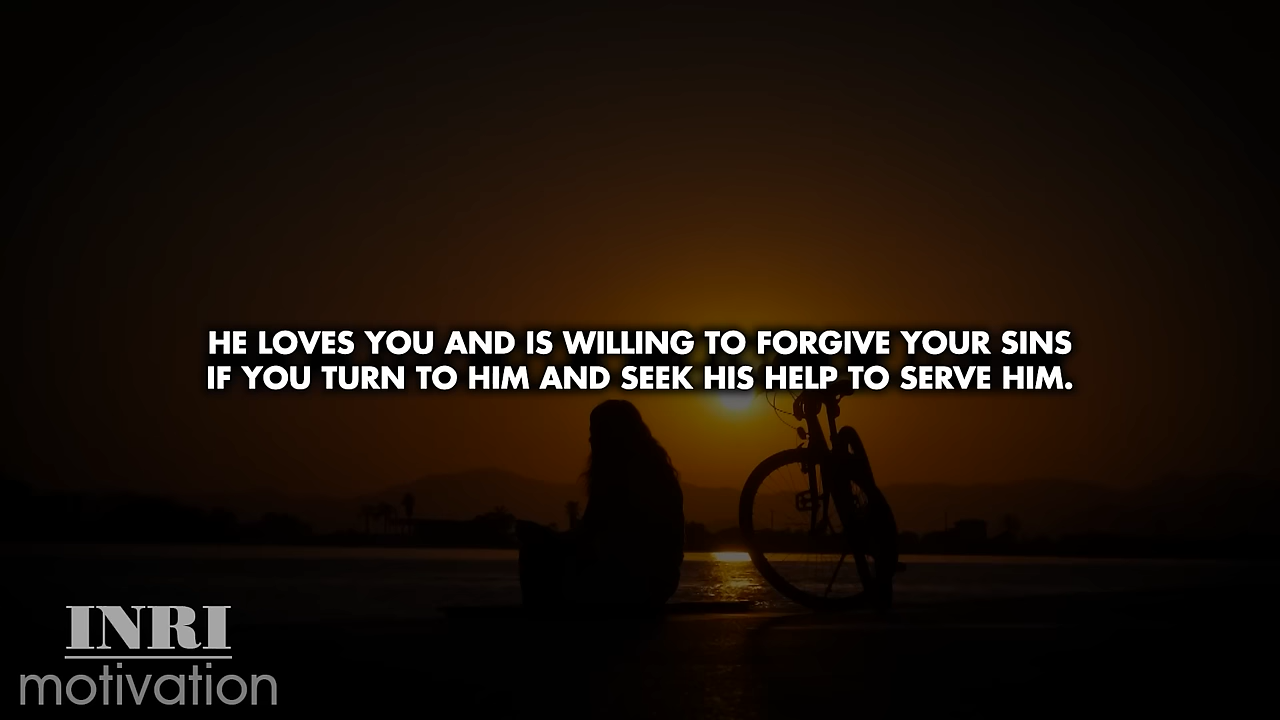 HE LOVES YOU AND IS WILLING TO FORGIVE YOUR SINS
IF YOU TURN TO HIM AND SEEK HIS HELP TO SERVE HIM.
INRI
motivation